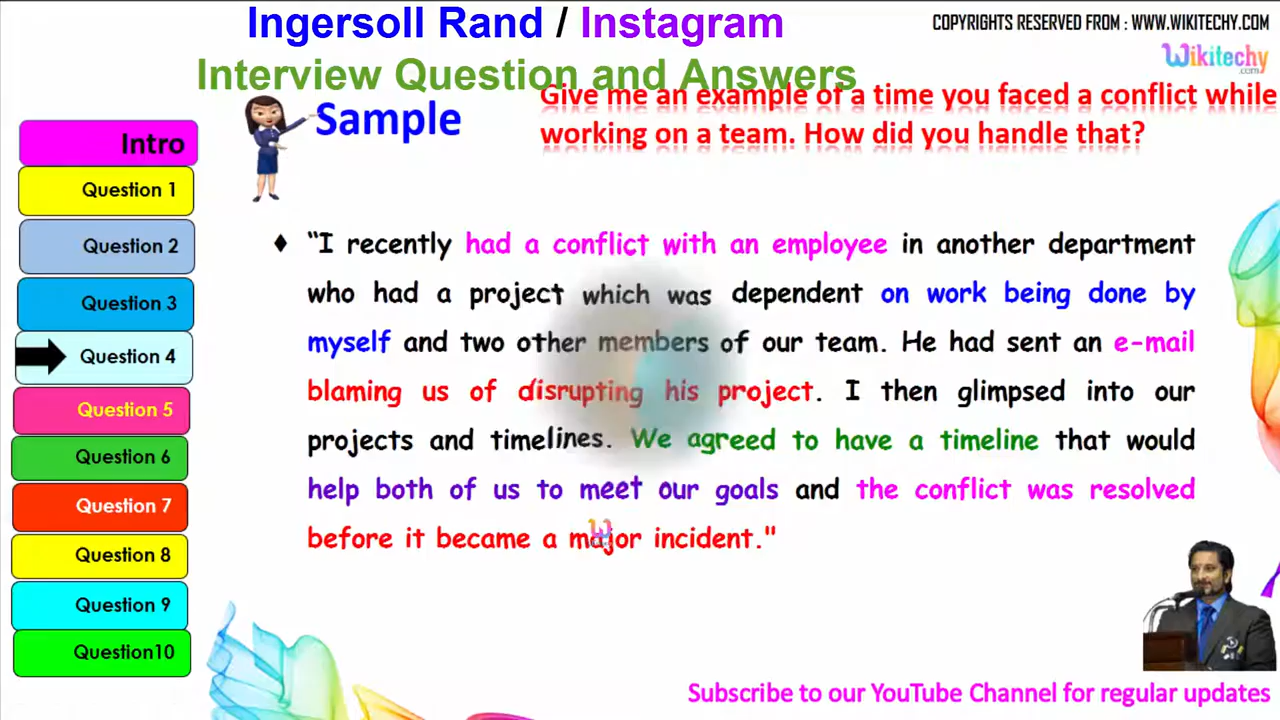 Ingersoll Rand / Instagram
Interview Question and Answers
COPYRIGHTS RESERVED FROM : WWW.WIKITECHY.COM
Wikitechy
.com
Sample
Give me an example of a time you faced a conflict while
working on a team. How did you handle that?
Intro
Question 1
Question 2
Question 3
Question 4
Question 5
Question 6
Question 7
Question 8
Question 9
Question10
♦ “I recently had a conflict with an employee in another department
who had a project which was dependent on work being done by
myself and two other members of our team. He had sent an e-mail
blaming us of disrupting his project. I then glimpsed into our
projects and timelines. We agreed to have a timeline that would
help both of us to meet our goals and the conflict was resolved
before it became a major incident."
Subscribe to our YouTube Channel for regular updates